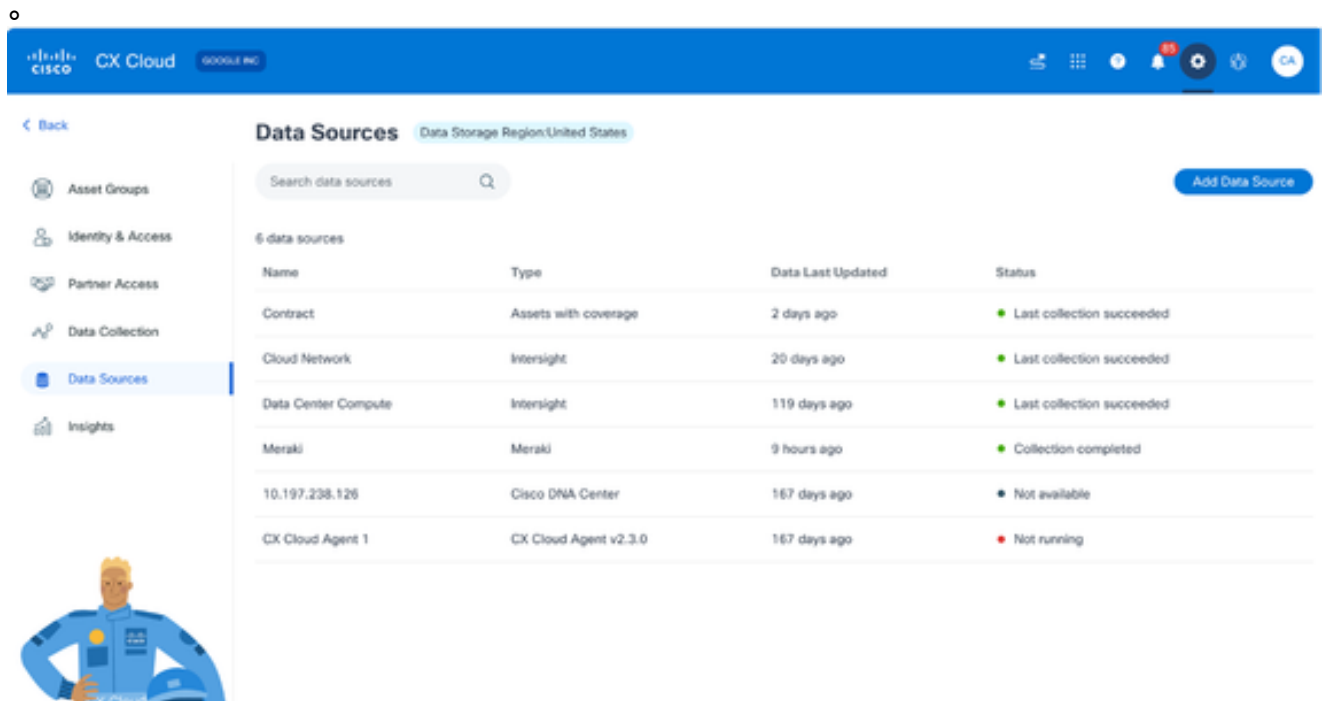 CISCO CX Cloud GOOGLE INC 85 CA
Back
Data Sources Data Storage Region:United States
Asset Groups
Identity & Access
Partner Access
Data Collection
Data Sources
Insights
Search data sources Add Data Source
6 data sources
Name Type Data Last Updated Status
Contract Assets with coverage 2 days ago Last collection succeeded
Cloud Network Intersight 20 days ago Last collection succeeded
Data Center Compute Intersight 119 days ago Last collection succeeded
Meraki Meraki 9 hours ago Collection completed
10.197.238.126 Cisco DNA Center 167 days ago Not available
CX Cloud Agent 1 CX Cloud Agent v2.3.0 167 days ago Not running